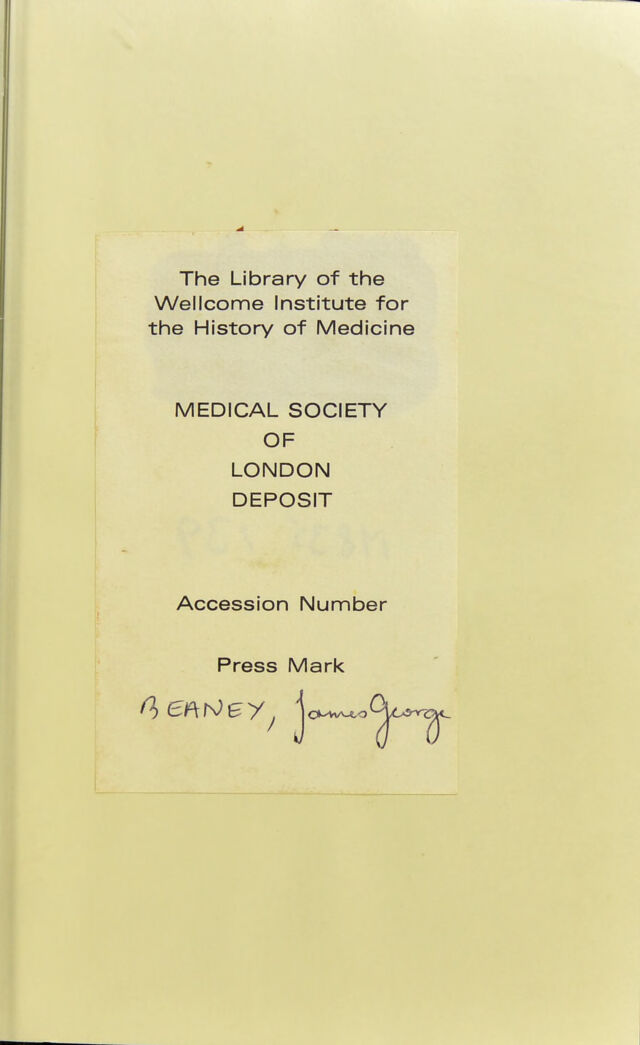 The Library of the
Wellcome Institute for
the History of Medicine
MEDICAL SOCIETY
OF
LONDON
DEPOSIT
Accession Number
Press Mark
BEANEY, James George